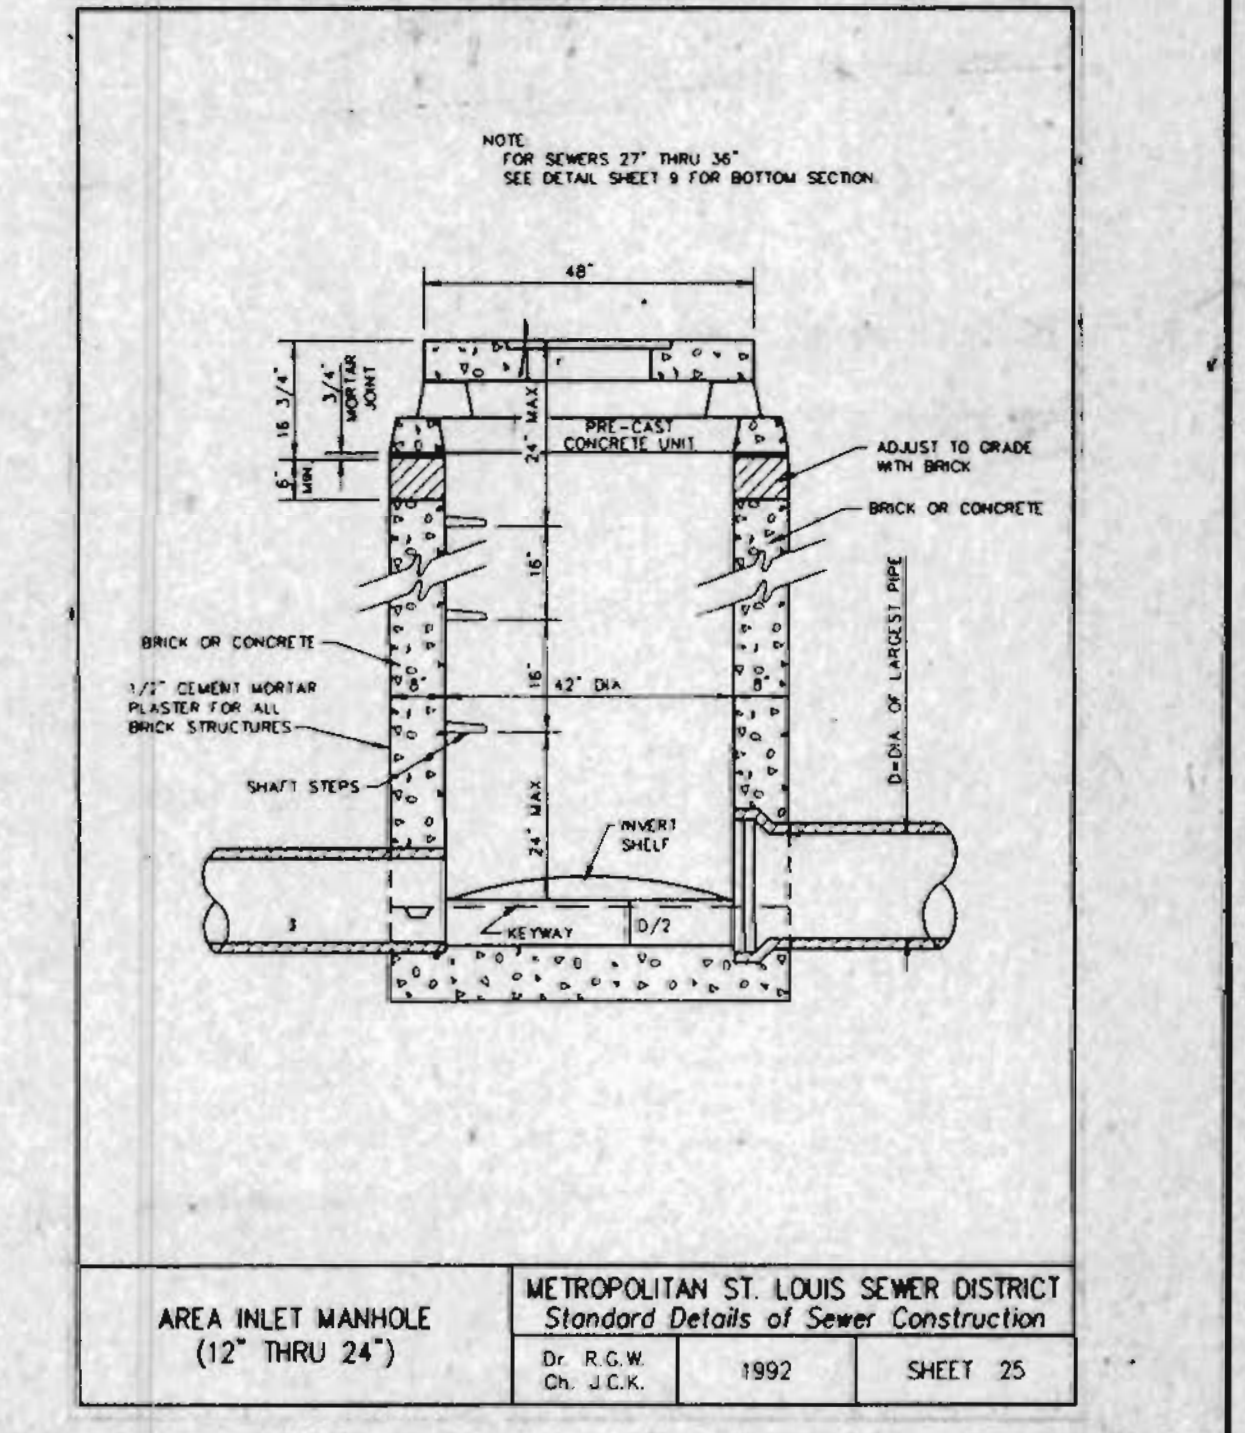 NOTE
FOR SEWERS 27" THRU 36"
SEE DETAIL SHEET 9 FOR BOTTOM SECTION
48"
16 3/4"
3/4"
MORTAR
JOINT
6"
MIN
24" MAX
PRE-CAST
CONCRETE UNIT
ADJUST TO GRADE
WITH BRICK
BRICK OR CONCRETE
16"
D=DIA. OF LARGEST PIPE
BRICK OR CONCRETE
8"
16"
42" DIA
8"
1/2" CEMENT MORTAR
PLASTER FOR ALL
BRICK STRUCTURES
SHAFT STEPS
24" MAX
INVERT
SHELF
KEYWAY
D/2
AREA INLET MANHOLE
(12" THRU 24")
METROPOLITAN ST. LOUIS SEWER DISTRICT
Standard Details of Sewer Construction
Dr. R.G.W.
Ch. J.C.K.
1992
SHEET 25